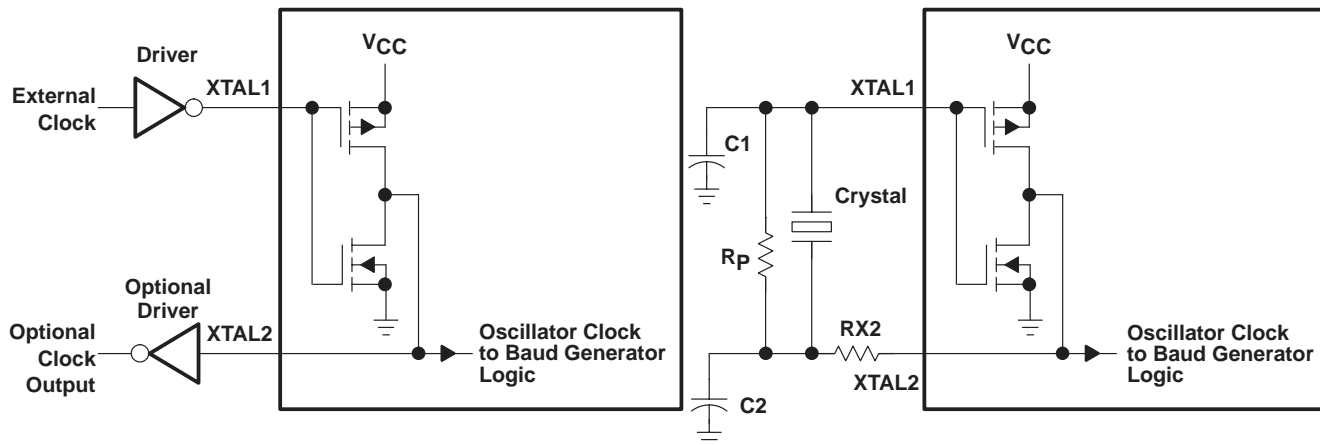 Driver
VCC
XTAL1
External
Clock
Optional
Driver
XTAL2
Optional
Clock
Output
Oscillator Clock
to Baud Generator
Logic
VCC
XTAL1
C1
Crystal
RP
RX2
XTAL2
C2
Oscillator Clock
to Baud Generator
Logic